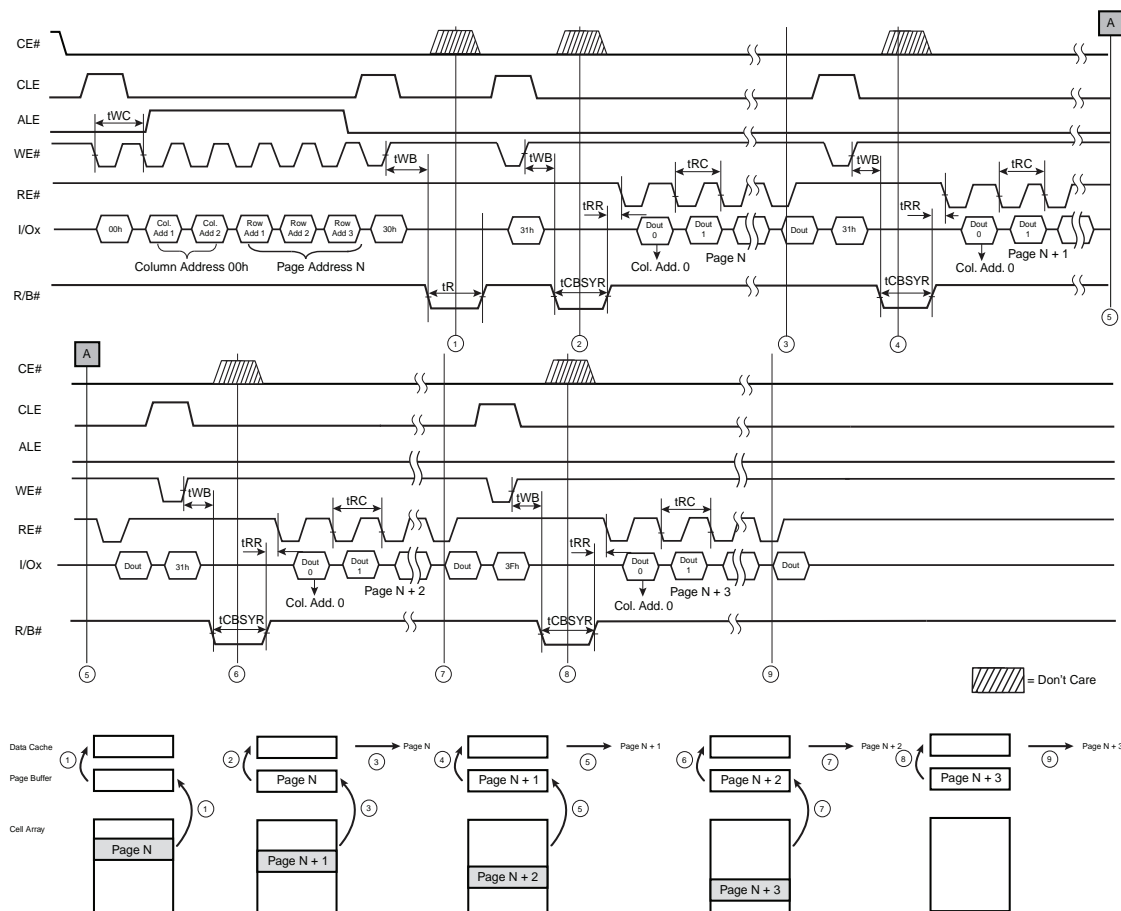 A
CE#
CLE
ALE
tWC
WE#
tWB
tWB
tWB
RE#
tRC
tRC
tRR
tRR
I/Ox
00h
Col. Add 1
Col. Add 2
Row Add 1
Row Add 2
Row Add 3
30h
31h
Dout 0
Dout 1
Dout
31h
Dout 0
Dout 1
Column Address 00h
Page Address N
Col. Add. 0
Page N
Col. Add. 0
Page N + 1
R/B#
tR
tCBSYR
tCBSYR
1
2
3
4
5
A
CE#
CLE
ALE
WE#
tWB
tWB
RE#
tRC
tRC
tRR
tRR
I/Ox
Dout
31h
Dout 0
Dout 1
Dout
3Fh
Dout 0
Dout 1
Dout
Col. Add. 0
Page N + 2
Col. Add. 0
Page N + 3
R/B#
tCBSYR
tCBSYR
5
6
7
8
9
= Don't Care
Data Cache
Page Buffer
Cell Array
1
1
Page N
2
Page N
3
Page N
3
Page N + 1
4
Page N + 1
5
Page N + 1
5
Page N + 2
6
Page N + 2
7
Page N + 2
7
Page N + 3
8
Page N + 3
9
Page N + 3